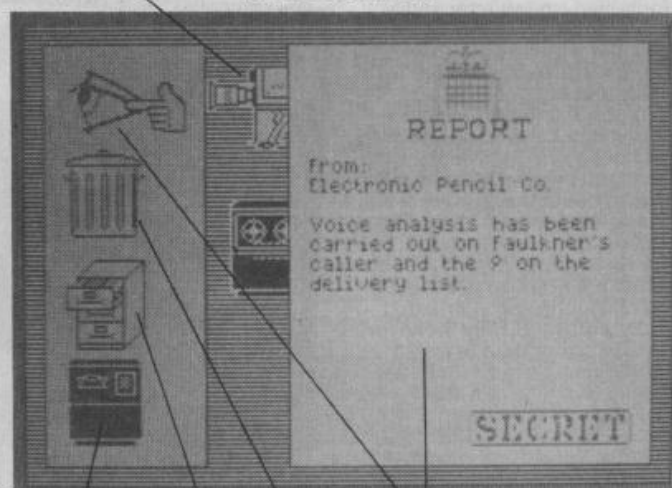 REPORT
From:
Electronic Pencil Co.
Voice analysis has been
carried out on Faulkner's
caller and the ♀ on the
delivery list.
SECRET